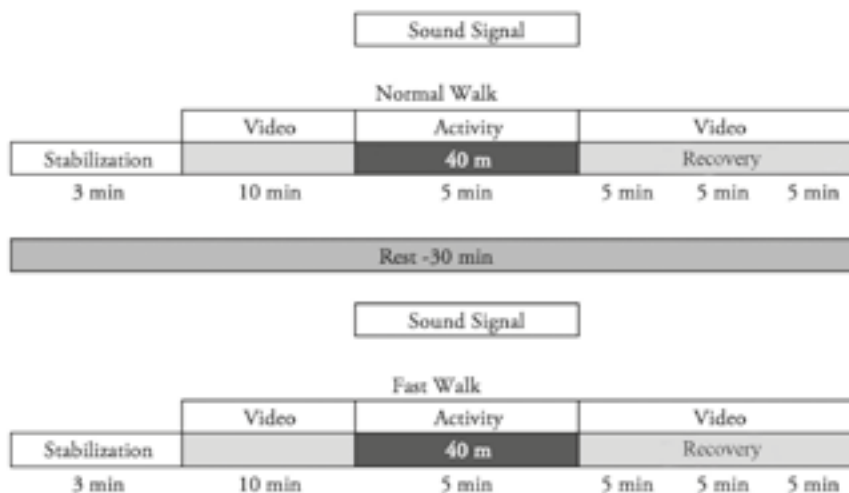 Sound Signal
Normal Walk
Video Activity Video
Stabilization 40 m Recovery
3 min 10 min 5 min 5 min 5 min 5 min
Rest -30 min
Sound Signal
Fast Walk
Video Activity Video
Stabilization 40 m Recovery
3 min 10 min 5 min 5 min 5 min 5 min